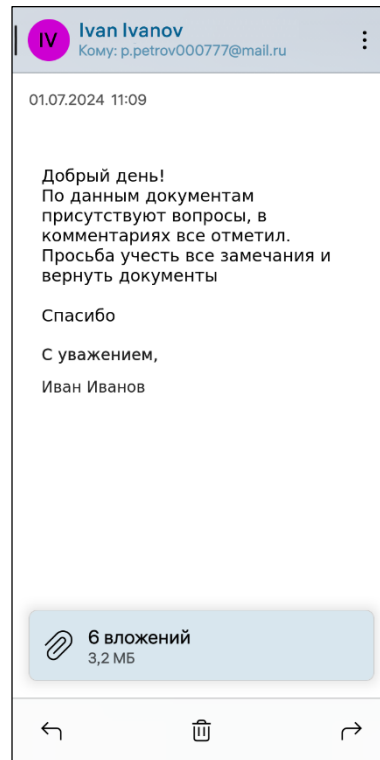 IV
Ivan Ivanov
Кому: p.petrov000777@mail.ru
01.07.2024 11:09
Добрый день!
По данным документам
присутствуют вопросы, в
комментариях все отметил.
Просьба учесть все замечания и
вернуть документы
Спасибо
С уважением,
Иван Иванов
6 вложений
3,2 МБ